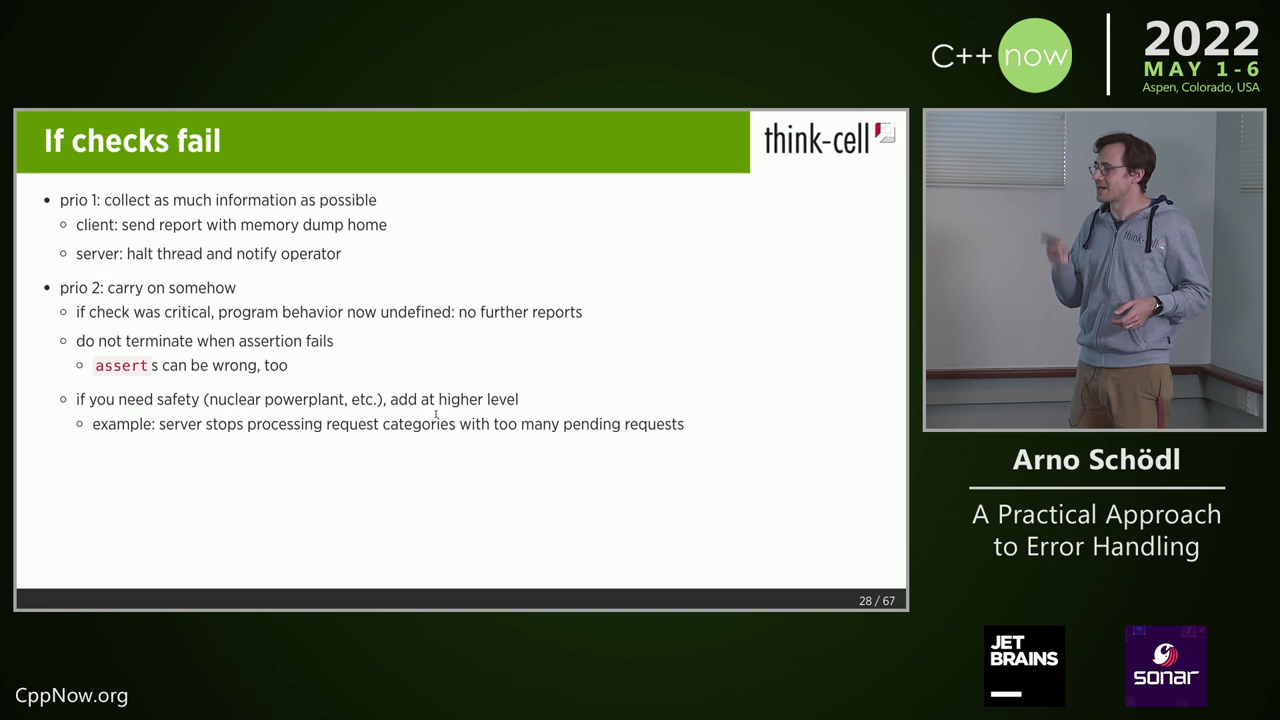 C++ now
2022
MAY 1-6
Aspen, Colorado, USA
If checks fail
think-cell
prio 1: collect as much information as possible
client: send report with memory dump home
server: halt thread and notify operator
prio 2: carry on somehow
if check was critical, program behavior now undefined: no further reports
do not terminate when assertion fails
asserts can be wrong, too
if you need safety (nuclear powerplant, etc.), add at higher level
example: server stops processing request categories with too many pending requests
28 / 67
think-cell
Arno Schödl
A Practical Approach
to Error Handling
JET
BRAINS
sonar
CppNow.org